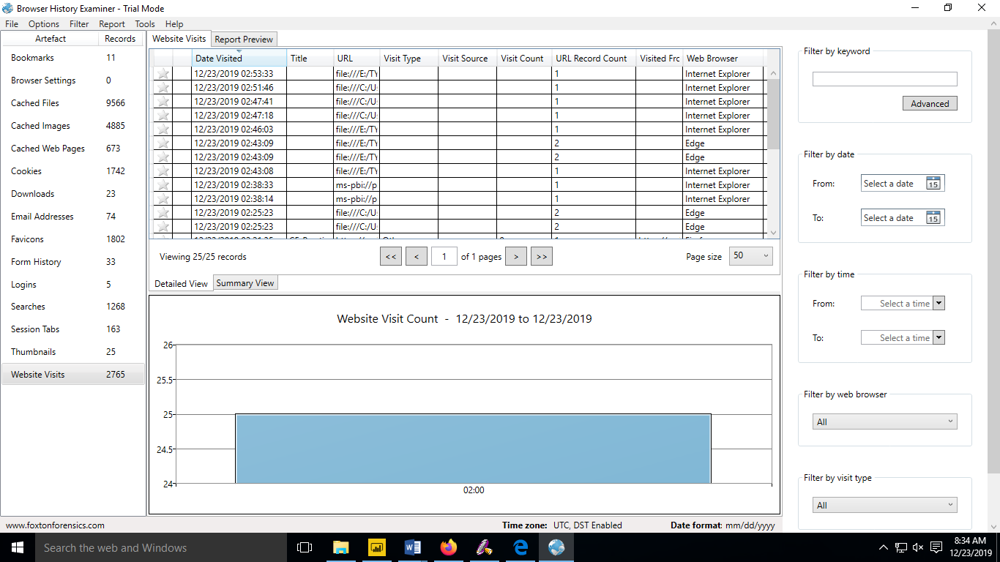 Browser History Examiner - Trial Mode
File Options Filter Report Tools Help
Artefact Records
Bookmarks 11
Browser Settings 0
Cached Files 9566
Cached Images 4885
Cached Web Pages 673
Cookies 1742
Downloads 23
Email Addresses 74
Favicons 1802
Form History 33
Logins 5
Searches 1268
Session Tabs 163
Thumbnails 25
Website Visits 2765
Website Visits Report Preview
Date Visited Title URL Visit Type Visit Source Visit Count URL Record Count Visited Frc Web Browser
12/23/2019 02:53:33 file:///E:/TY 1 Internet Explorer
12/23/2019 02:51:46 file:///C:/U 1 Internet Explorer
12/23/2019 02:47:41 file:///C:/U 1 Internet Explorer
12/23/2019 02:47:18 file:///C:/U 1 Internet Explorer
12/23/2019 02:46:03 file:///E:/TY 1 Internet Explorer
12/23/2019 02:43:09 file:///E:/TY 2 Edge
12/23/2019 02:43:09 file:///E:/TY 2 Edge
12/23/2019 02:43:08 file:///E:/TY 1 Internet Explorer
12/23/2019 02:38:33 ms-pbi://p 1 Internet Explorer
12/23/2019 02:38:14 ms-pbi://p 1 Internet Explorer
12/23/2019 02:25:23 file:///C:/U 2 Edge
12/23/2019 02:25:23 file:///C:/U 2 Edge
Viewing 25/25 records << < 1 of 1 pages > >> Page size 50
Detailed View Summary View
Website Visit Count - 12/23/2019 to 12/23/2019
26
25.5
25
24.5
24
02:00
Filter by keyword
Advanced
Filter by date
From: Select a date 15
To: Select a date 15
Filter by time
From: Select a time
To: Select a time
Filter by web browser
All
Filter by visit type
All
www.foxtonforensics.com Time zone: UTC, DST Enabled Date format: mm/dd/yyyy
Search the web and Windows
8:34 AM
12/23/2019